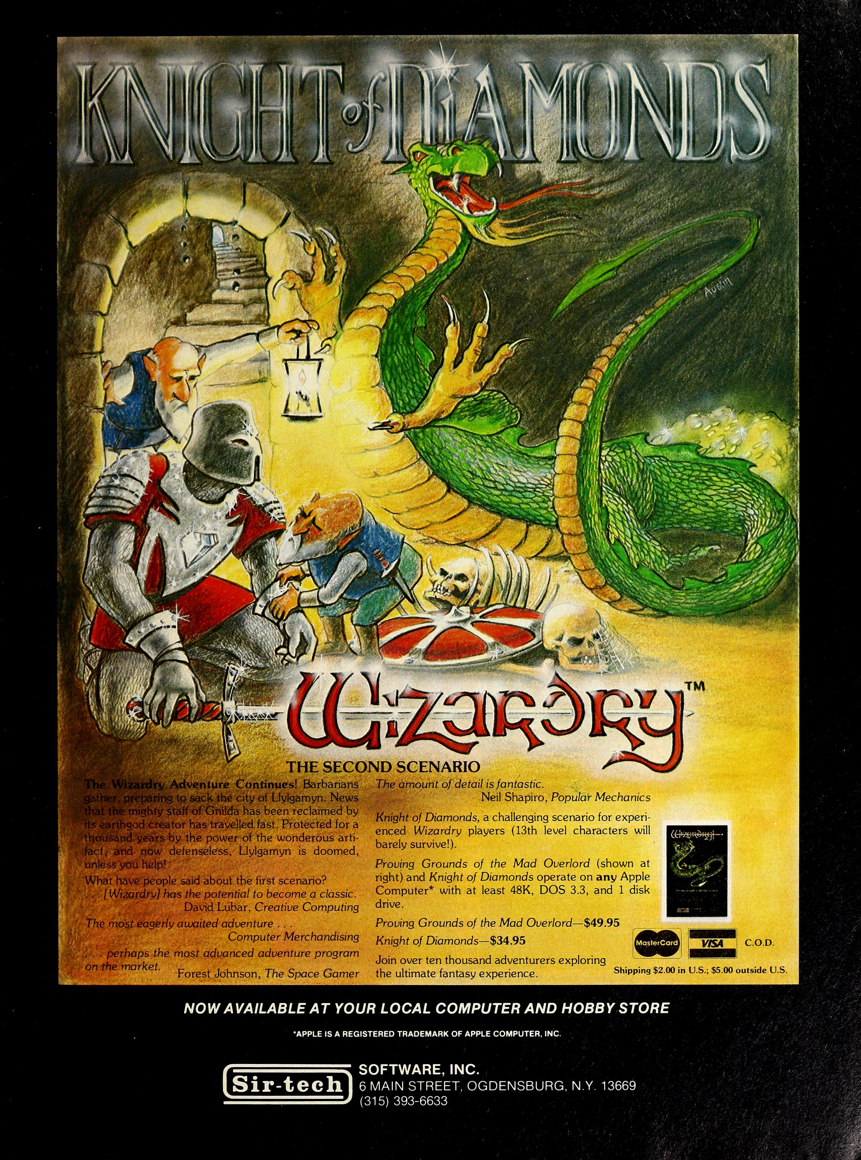 KNIGHT of DIAMONDS
Austin
Wizardry™
THE SECOND SCENARIO
The Wizardry Adventure Continues! Barbarians
gather, preparing to sack the city of Llylgamyn. News
that the mighty staff of Gnilda has been reclaimed by
its earthgod creator has travelled fast. Protected for a
thousand years by the power of the wonderous arti-
fact, and now defenseless, Llylgamyn is doomed,
unless you help!
What have people said about the first scenario?
. . . [Wizardry] has the potential to become a classic.
David Lubar, Creative Computing
The most eagerly awaited adventure . . .
Computer Merchandising
. . . perhaps the most advanced adventure program
on the market.
Forest Johnson, The Space Gamer
The amount of detail is fantastic.
Neil Shapiro, Popular Mechanics
Knight of Diamonds, a challenging scenario for experi-
enced Wizardry players (13th level characters will
barely survive!).
Proving Grounds of the Mad Overlord (shown at
right) and Knight of Diamonds operate on any Apple
Computer* with at least 48K, DOS 3.3, and 1 disk
drive.
Proving Grounds of the Mad Overlord—$49.95
Knight of Diamonds—$34.95
Join over ten thousand adventurers exploring
the ultimate fantasy experience.
Wizardry
MasterCard
VISA
C.O.D.
Shipping $2.00 in U.S.; $5.00 outside U.S.
NOW AVAILABLE AT YOUR LOCAL COMPUTER AND HOBBY STORE
*APPLE IS A REGISTERED TRADEMARK OF APPLE COMPUTER, INC.
Sir-tech
SOFTWARE, INC.
6 MAIN STREET, OGDENSBURG, N.Y. 13669
(315) 393-6633